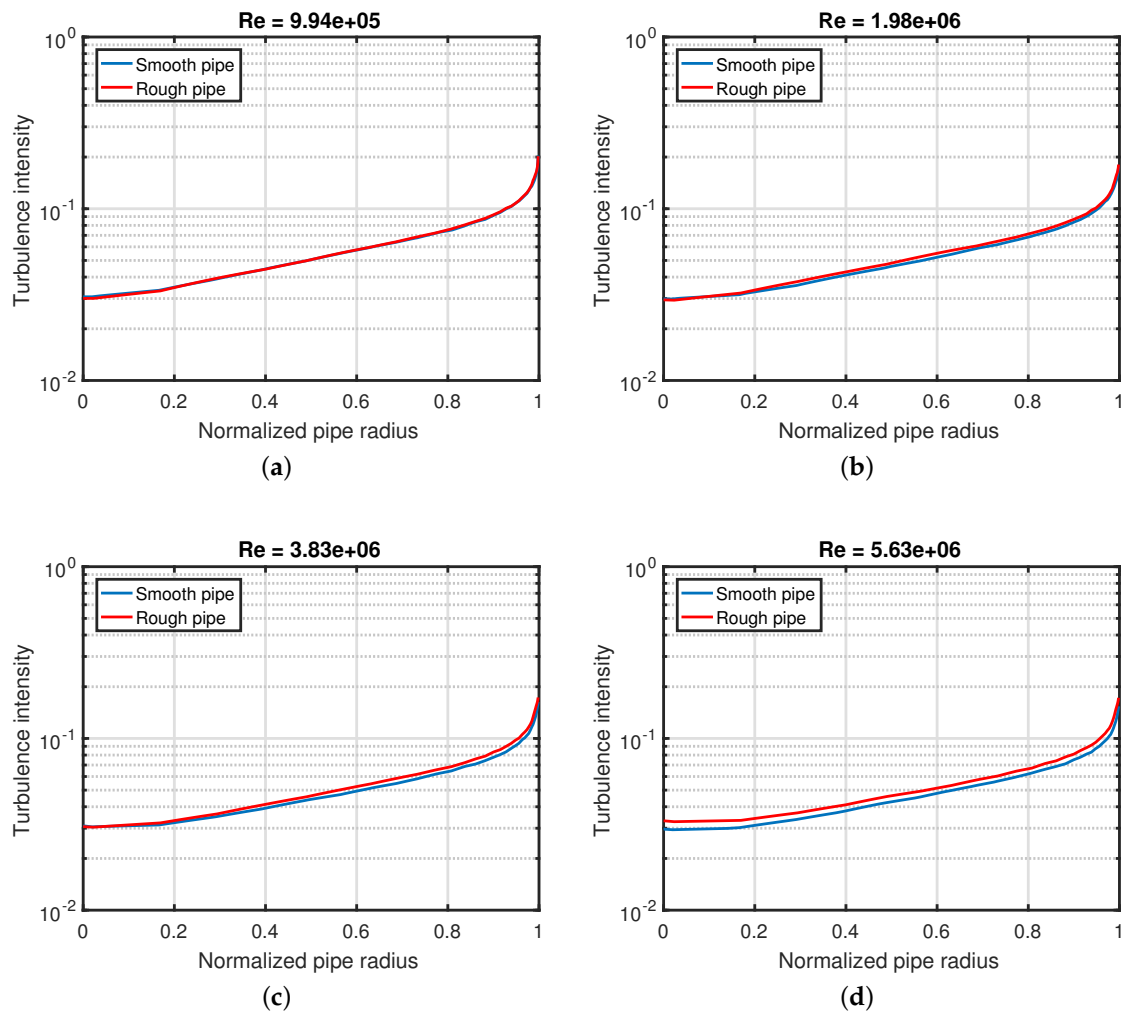 Re = 9.94e+05
10^0
Smooth pipe
Rough pipe
10^-1
10^-2
Turbulence intensity
0 0.2 0.4 0.6 0.8 1
Normalized pipe radius
(a)
Re = 1.98e+06
10^0
Smooth pipe
Rough pipe
10^-1
10^-2
Turbulence intensity
0 0.2 0.4 0.6 0.8 1
Normalized pipe radius
(b)
Re = 3.83e+06
10^0
Smooth pipe
Rough pipe
10^-1
10^-2
Turbulence intensity
0 0.2 0.4 0.6 0.8 1
Normalized pipe radius
(c)
Re = 5.63e+06
10^0
Smooth pipe
Rough pipe
10^-1
10^-2
Turbulence intensity
0 0.2 0.4 0.6 0.8 1
Normalized pipe radius
(d)